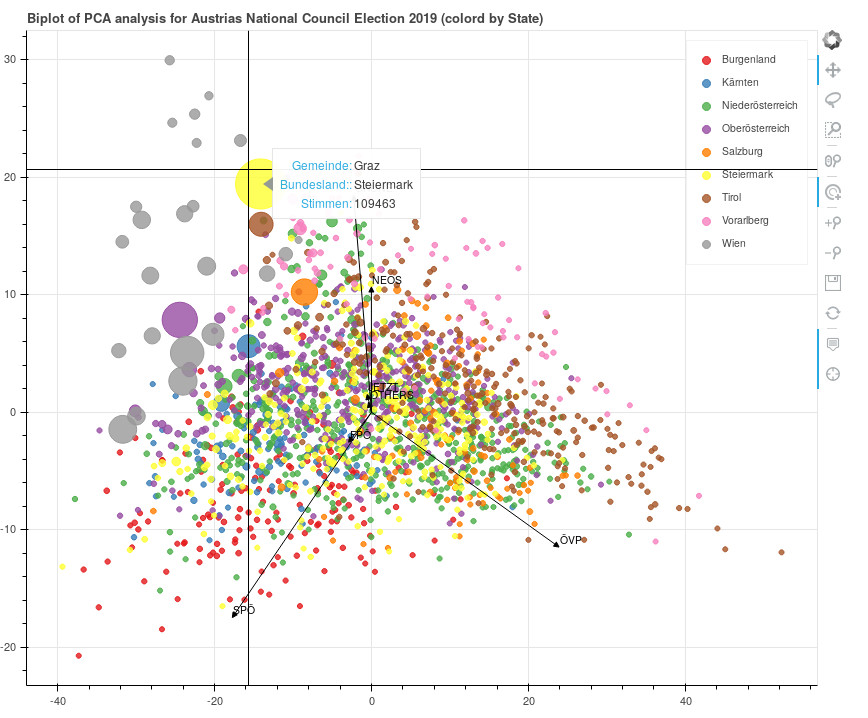 Biplot of PCA analysis for Austrias National Council Election 2019 (colord by State)
30
20
10
0
-10
-20
-40
-20
0
20
40
Burgenland
Kärnten
Niederösterreich
Oberösterreich
Salzburg
Steiermark
Tirol
Vorarlberg
Wien
Gemeinde: Graz
Bundesland:: Steiermark
Stimmen: 109463
NEOS
JETZT
OTHERS
FPÖ
ÖVP
SPÖ